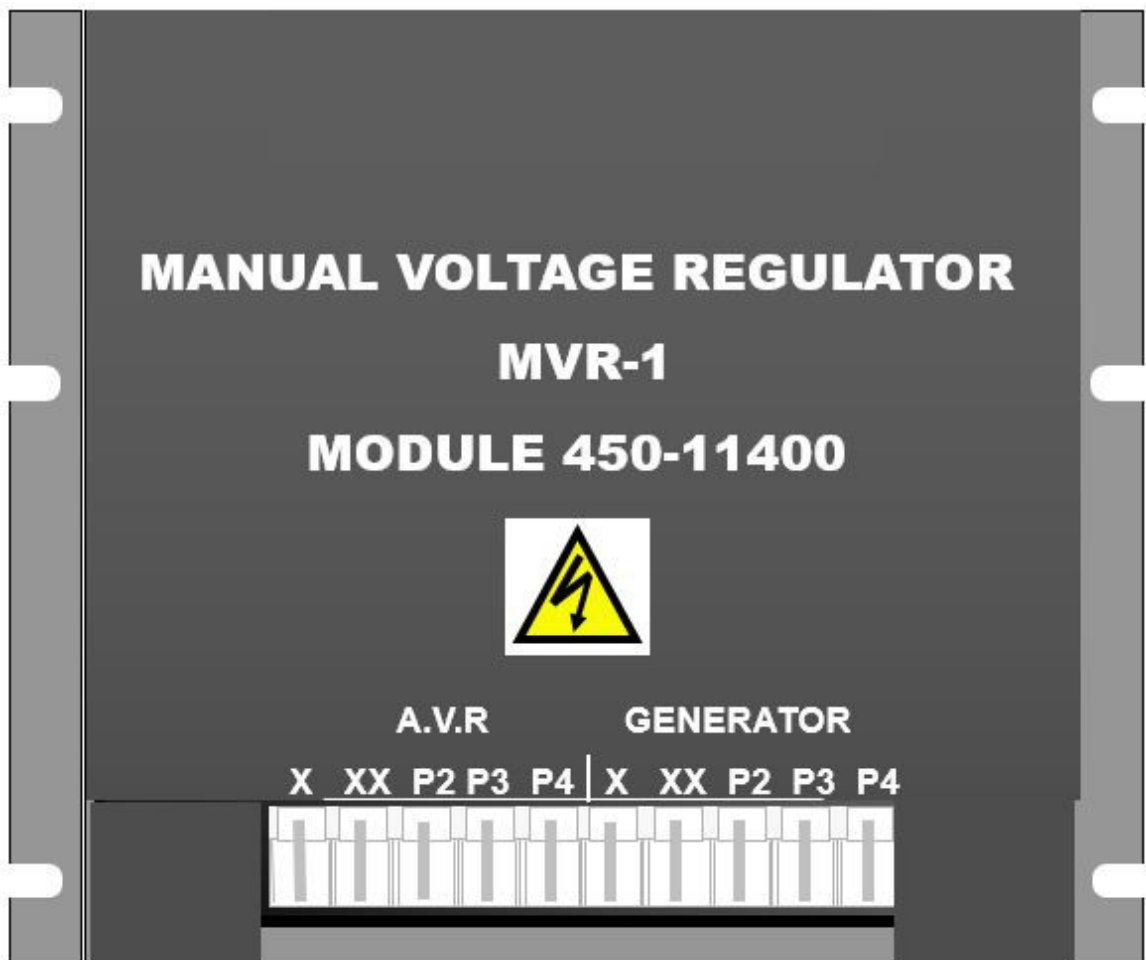 MANUAL VOLTAGE REGULATOR
MVR-1
MODULE 450-11400
A.V.R GENERATOR
X XX P2 P3 P4 X XX P2 P3 P4